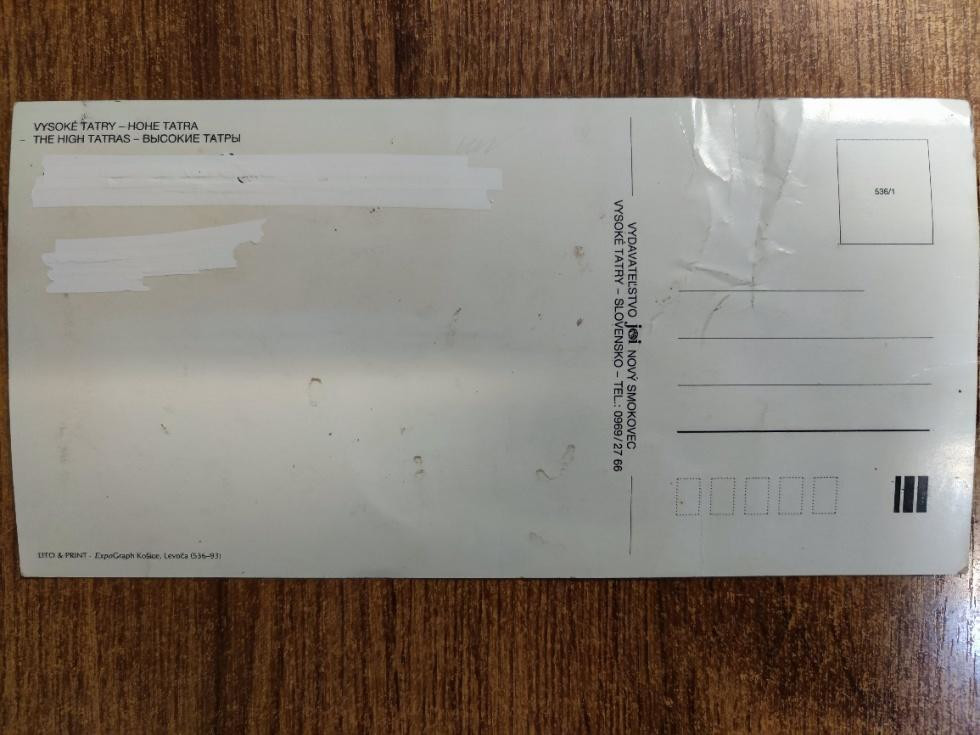 VYSOKÉ TATRY – HOHE TATRA
THE HIGH TATRAS – ВЫСОКИЕ ТАТРЫ
536/1
VYDAVATEĽSTVO joi NOVÝ SMOKOVEC
VYSOKÉ TATRY – SLOVENSKO – TEL.: 0969/27 66
LITO & PRINT - ExpoGraph Košice, Levoča (536–93)